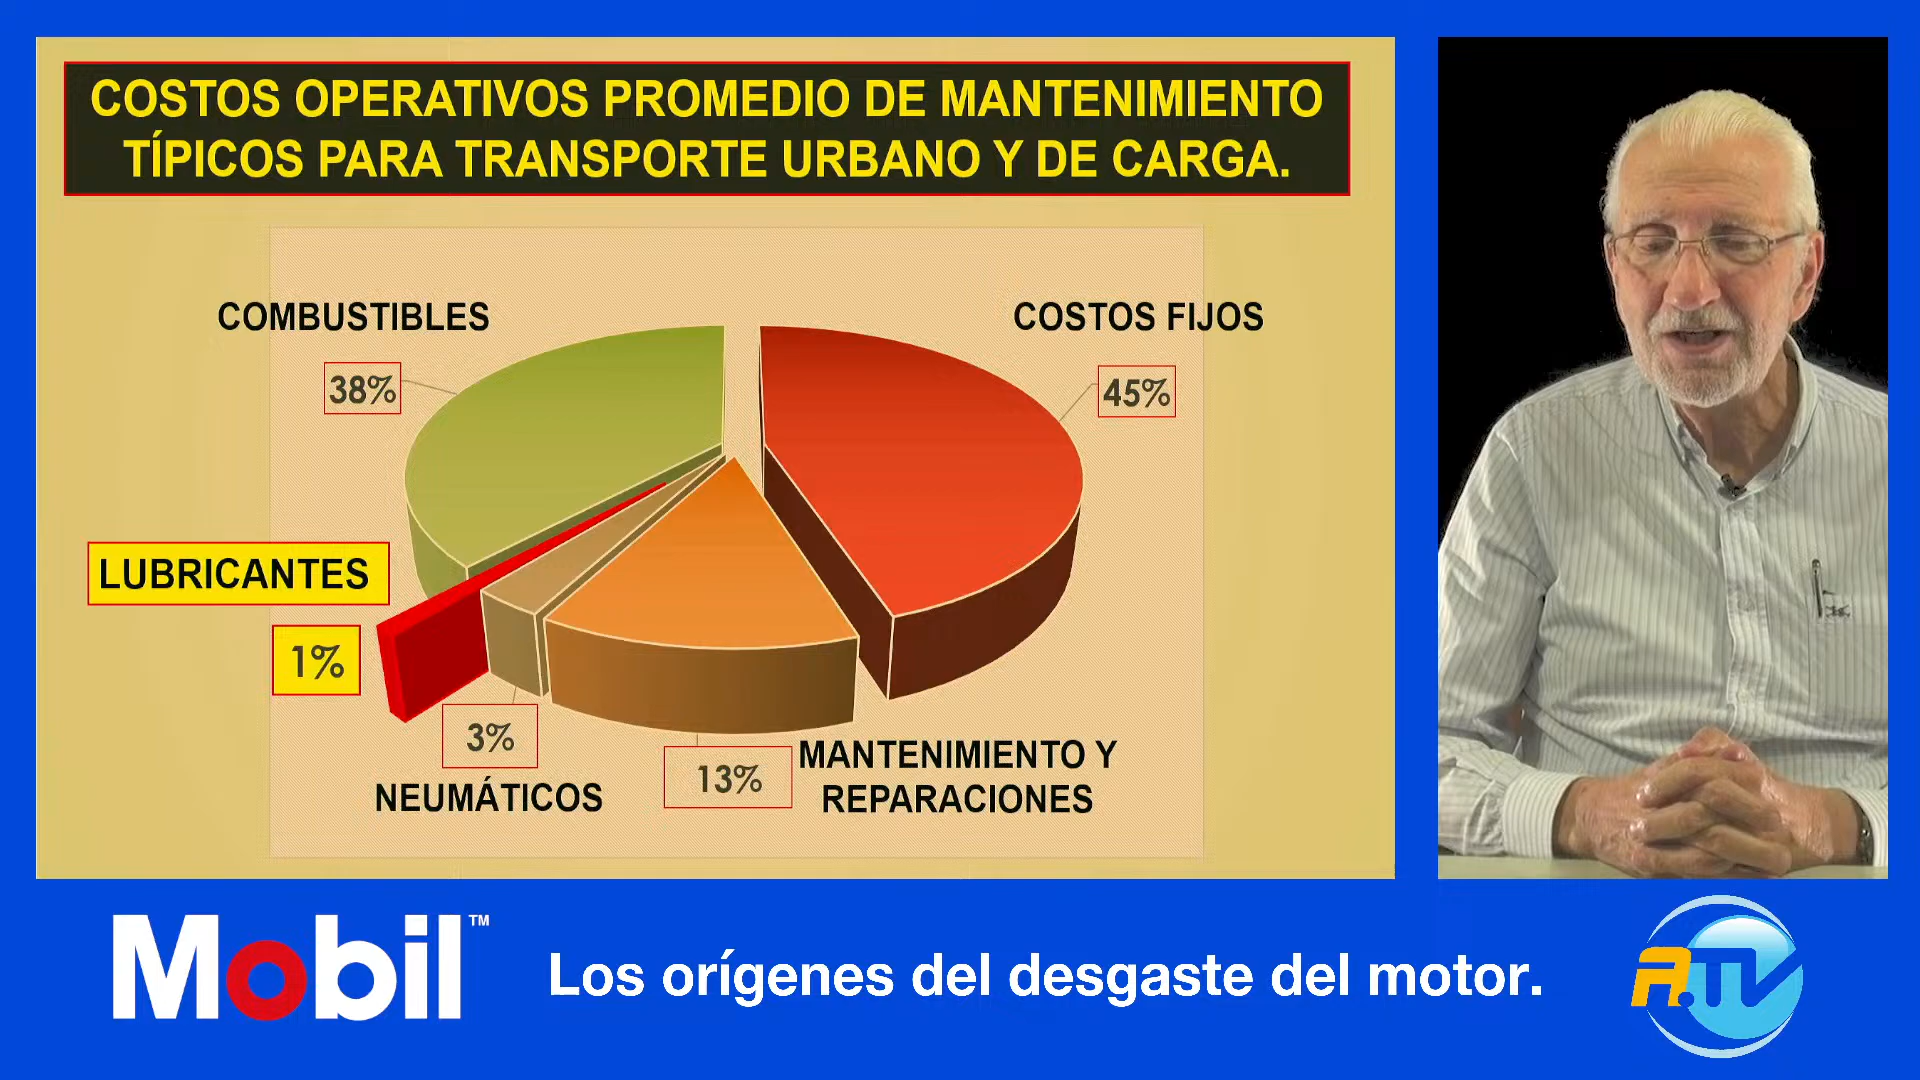 COSTOS OPERATIVOS PROMEDIO DE MANTENIMIENTO
TÍPICOS PARA TRANSPORTE URBANO Y DE CARGA.
COMBUSTIBLES
38%
COSTOS FIJOS
45%
LUBRICANTES
1%
3%
NEUMÁTICOS
13%
MANTENIMIENTO Y
REPARACIONES
Mobil™
Los orígenes del desgaste del motor.
A.TV